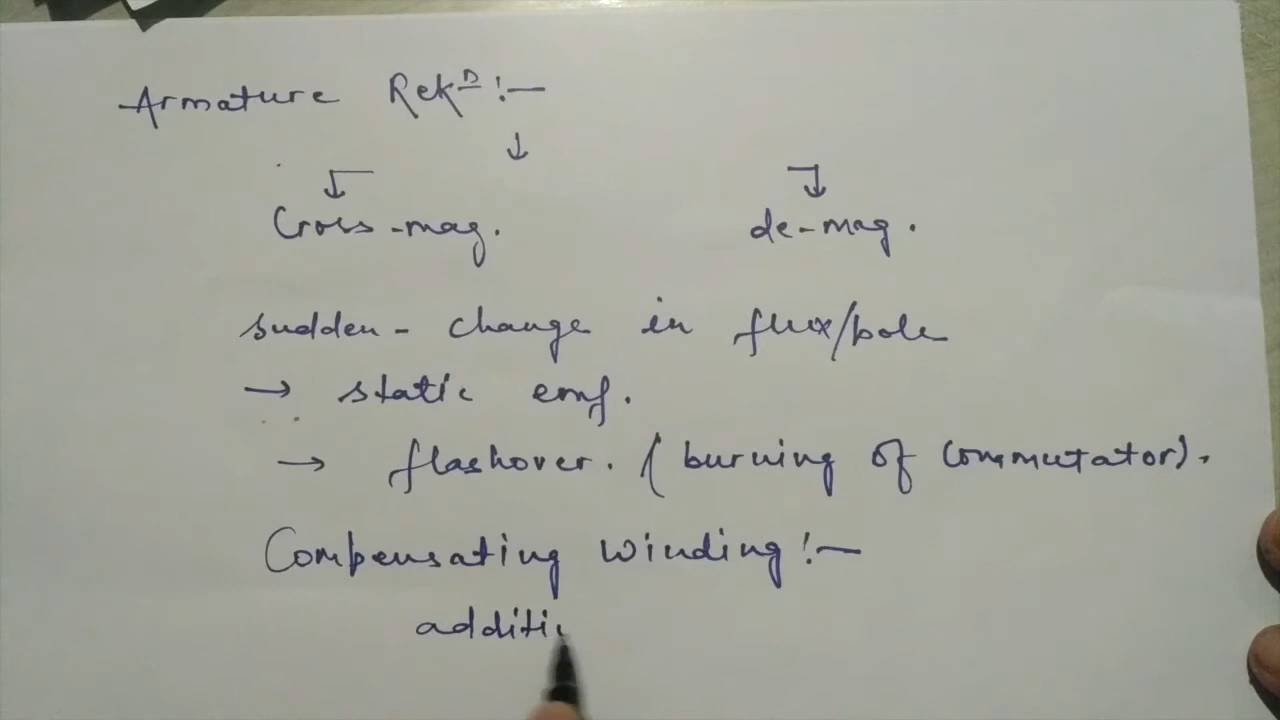 Armature Rekⁿ :-
↓
Cross-mag. de-mag.
sudden - change in flux/pole
→ static emf.
→ flashover. (burning of Commutator).
Compensating winding :-
additi